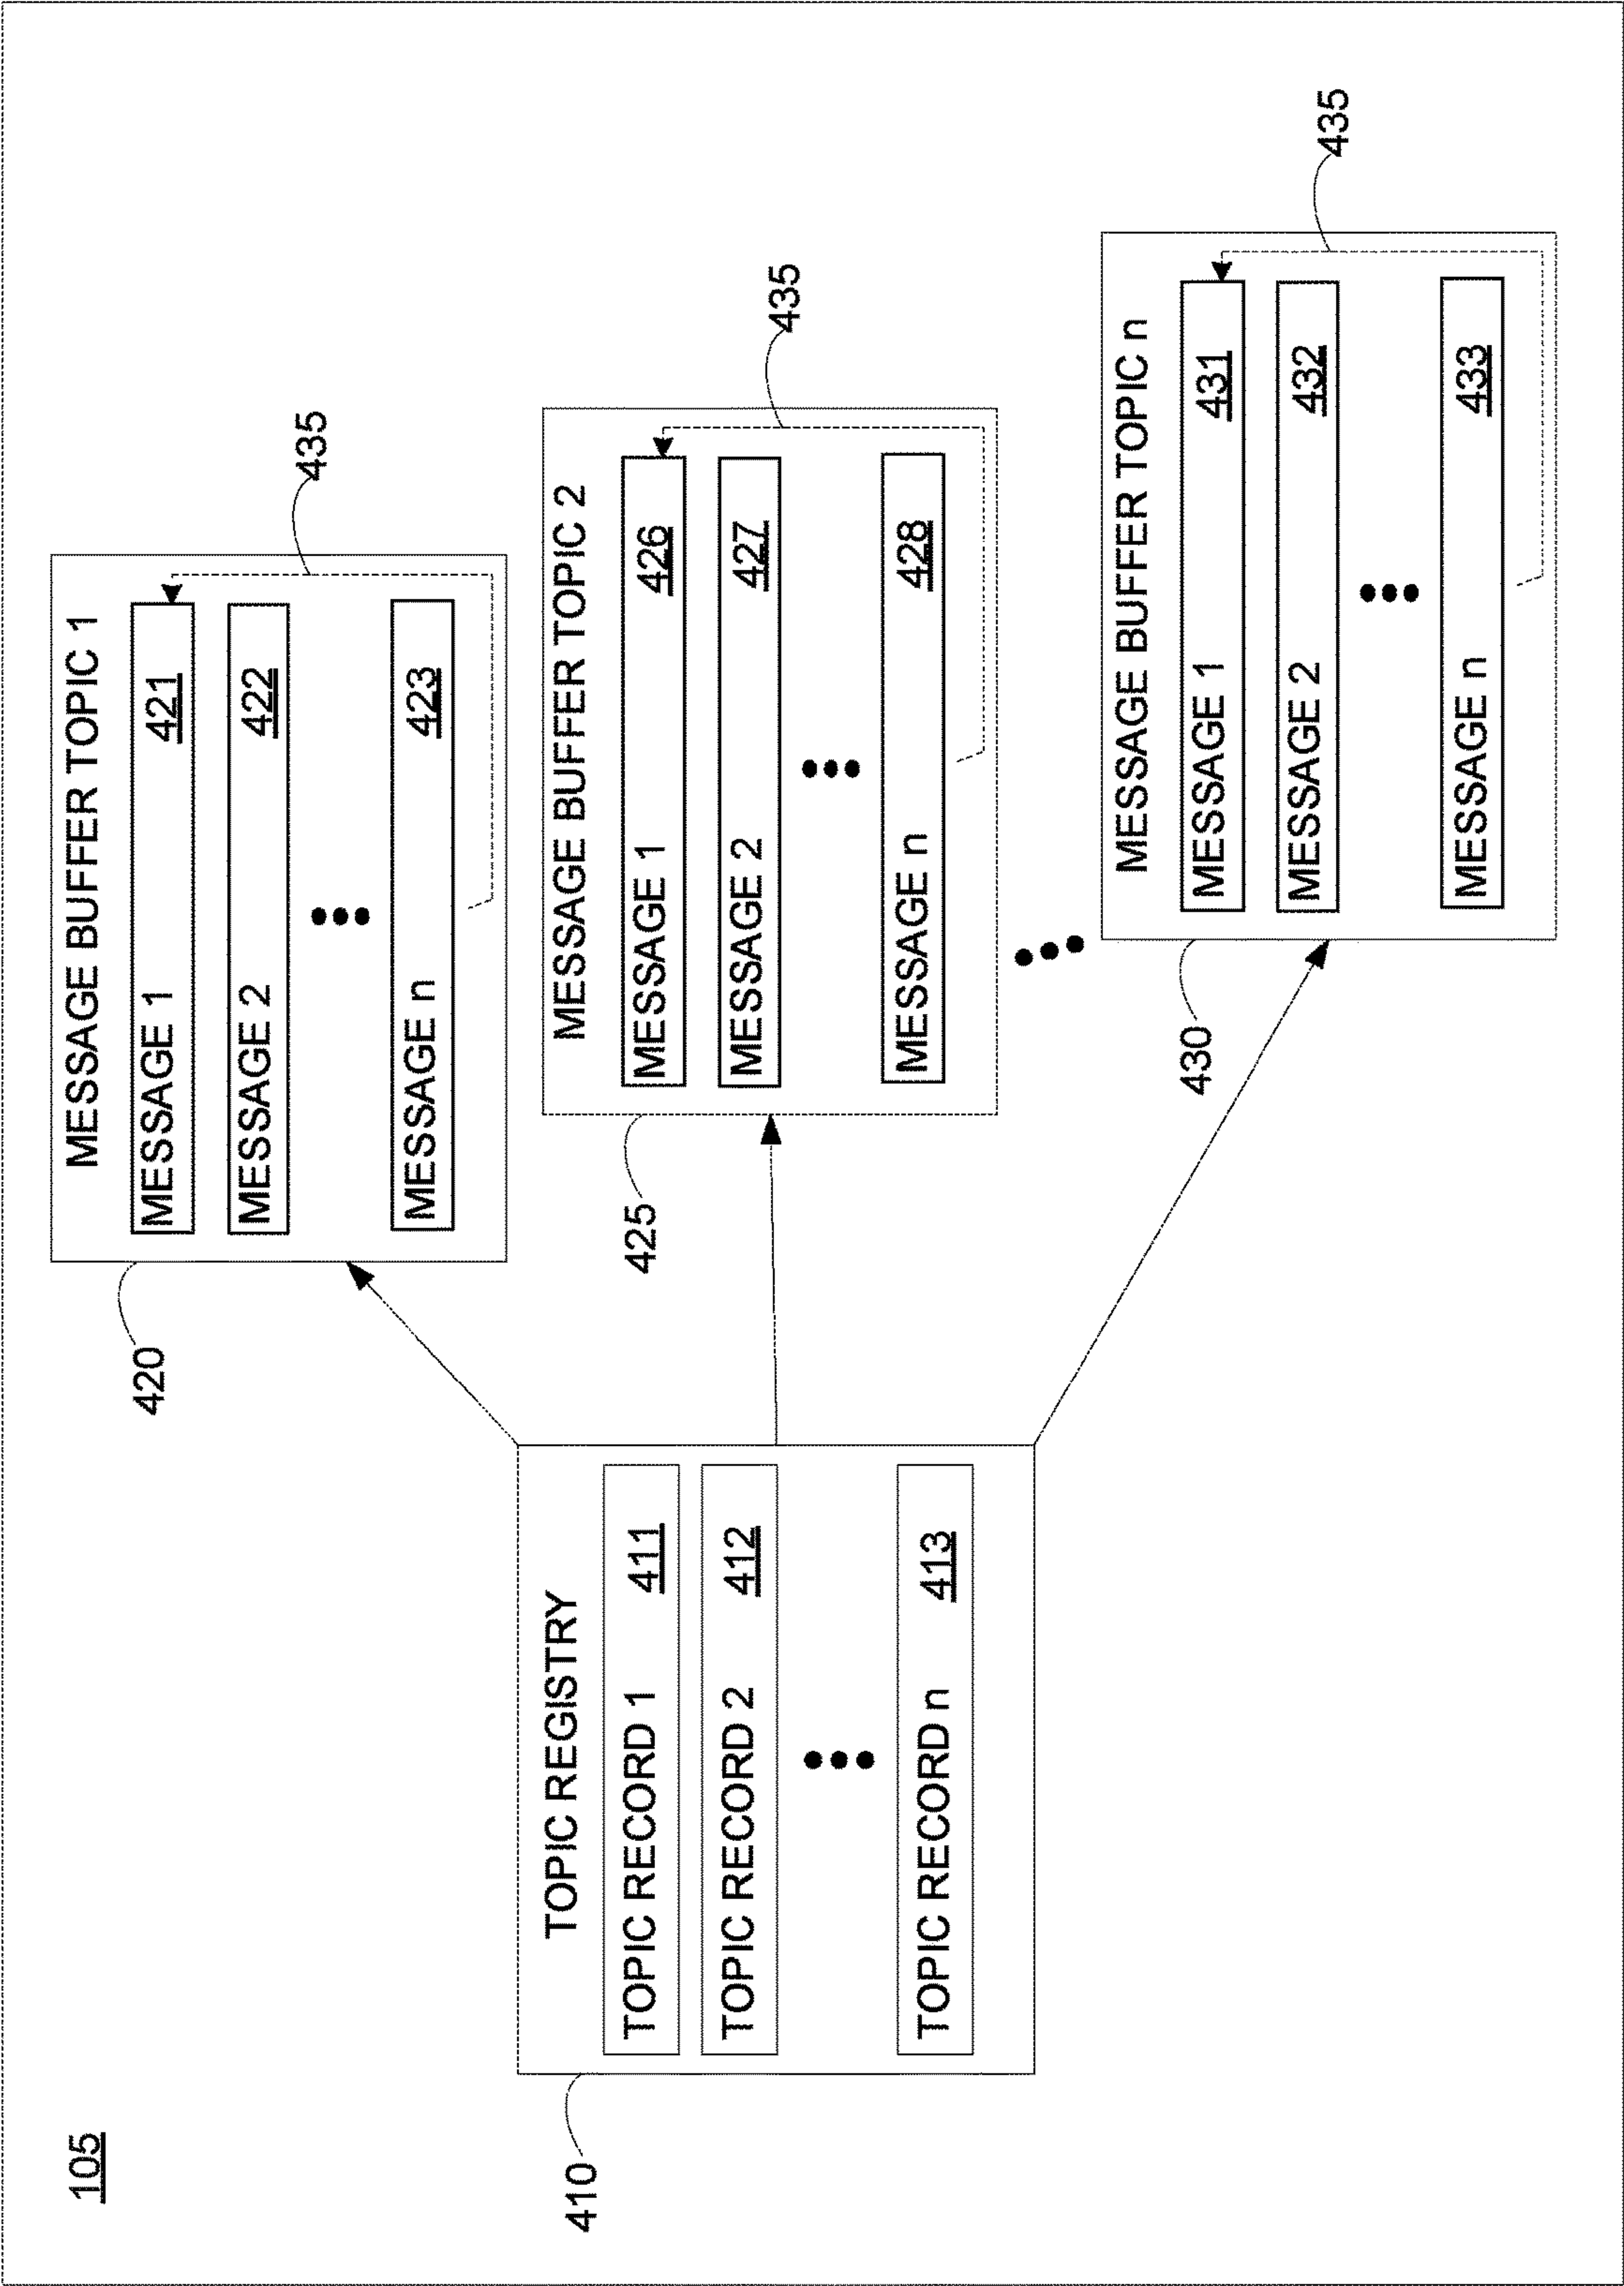 105
410
TOPIC REGISTRY
TOPIC RECORD 1 411
TOPIC RECORD 2 412
TOPIC RECORD n 413
420
MESSAGE BUFFER TOPIC 1
MESSAGE 1 421
MESSAGE 2 422
MESSAGE n 423
435
425
MESSAGE BUFFER TOPIC 2
MESSAGE 1 426
MESSAGE 2 427
MESSAGE n 428
435
430
MESSAGE BUFFER TOPIC n
MESSAGE 1 431
MESSAGE 2 432
MESSAGE n 433
435